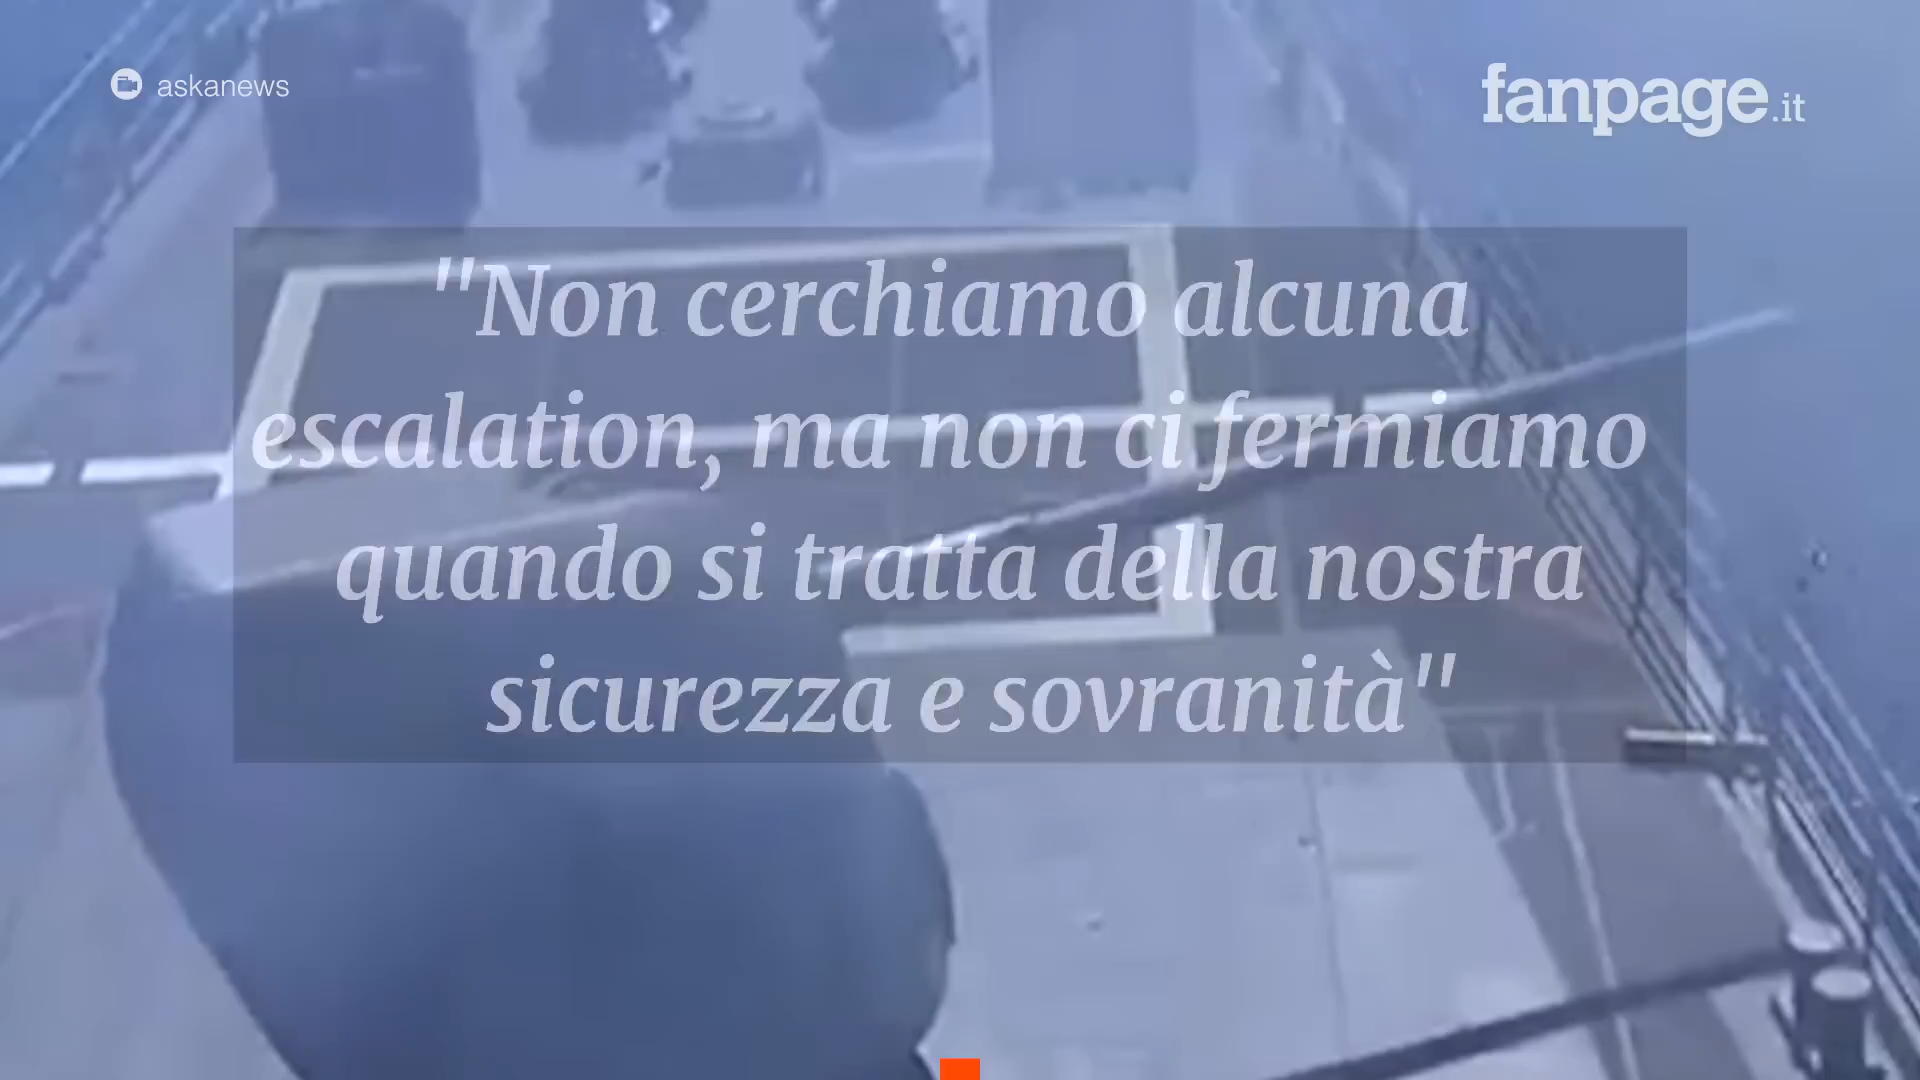 askanews
fanpage.it
"Non cerchiamo alcuna
escalation, ma non ci fermiamo
quando si tratta della nostra
sicurezza e sovranità"